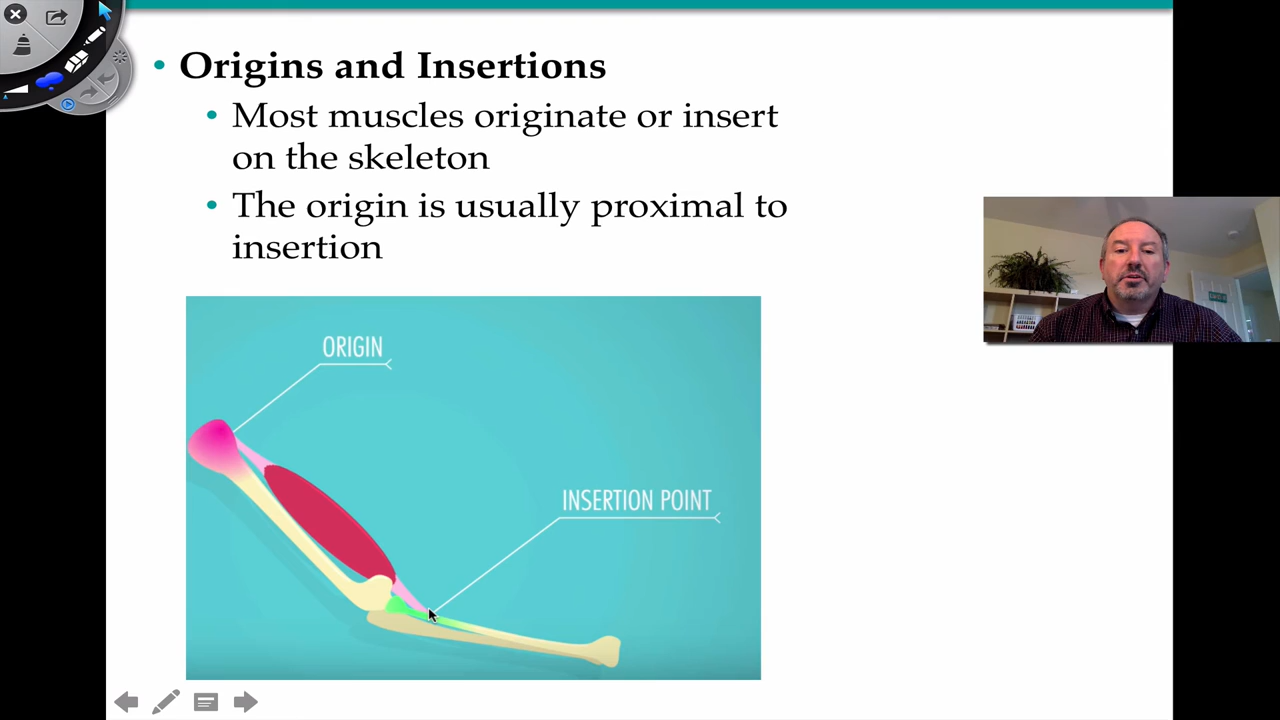 Origins and Insertions
Most muscles originate or insert
on the skeleton
The origin is usually proximal to
insertion
ORIGIN
INSERTION POINT